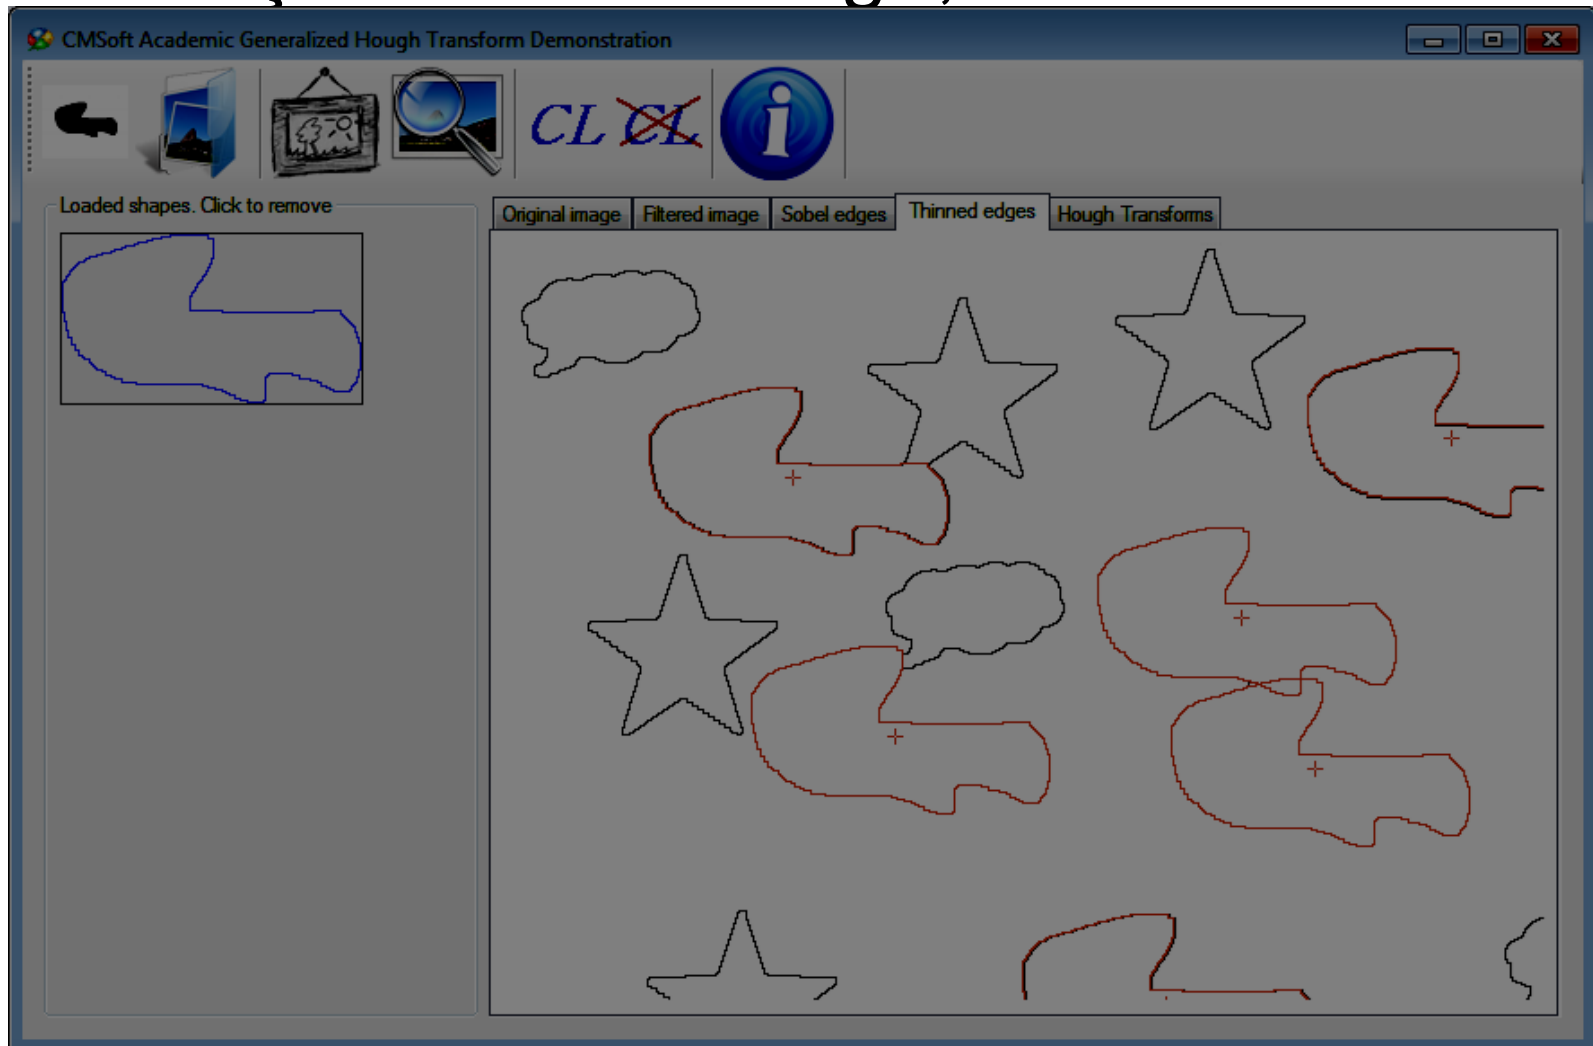 CMSoft Academic Generalized Hough Transform Demonstration
CL CL
Loaded shapes. Click to remove
Original image Filtered image Sobel edges Thinned edges Hough Transforms